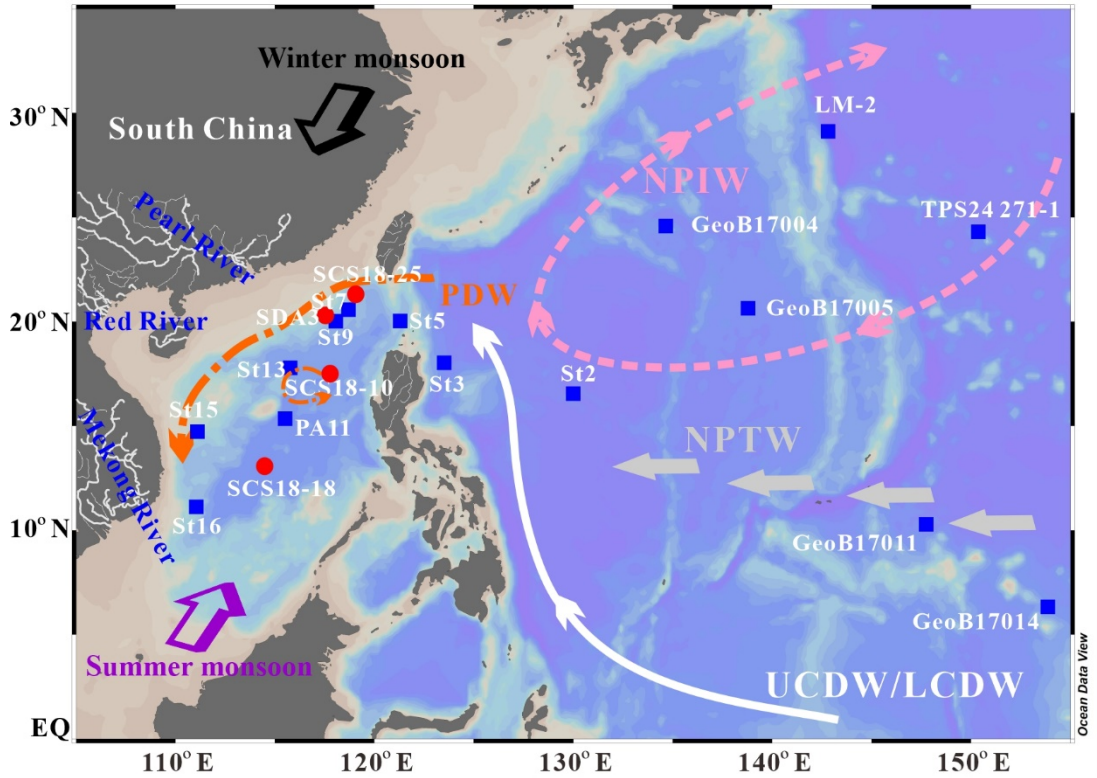 Winter monsoon
30° N
South China
LM-2
NPIW
Pearl River
GeoB17004
TPS24 271-1
SCS18-25
St7
PDW
GeoB17005
SDA3
20° N
Red River
St9
St5
St13
SCS18-10
St3
St2
St15
PA11
NPTW
Mekong River
SCS18-18
St16
10° N
GeoB17011
GeoB17014
Summer monsoon
UCDW/LCDW
EQ
Ocean Data View
110° E
120° E
130° E
140° E
150° E